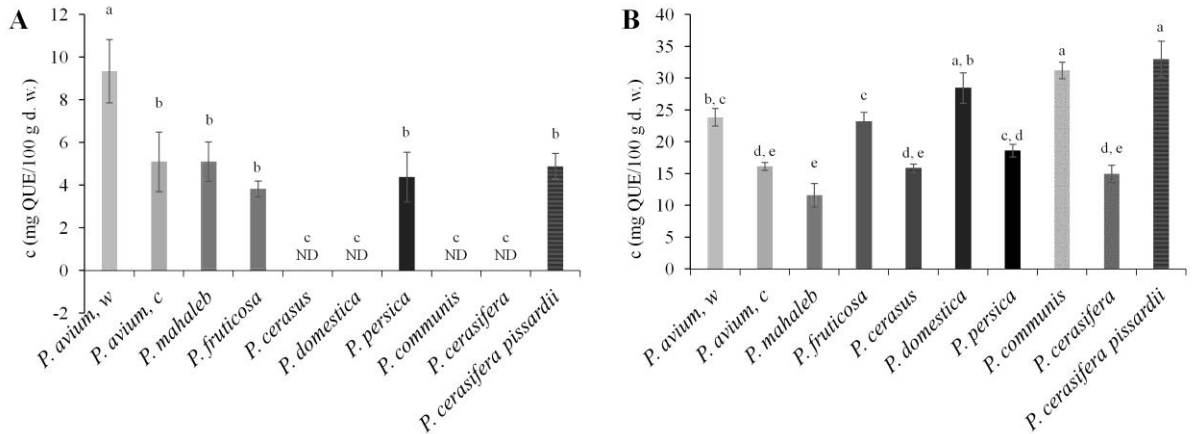 A
c (mg QUE/100 g d. w.)
12
10
8
6
4
2
0
-2
a
b
b
b
c
ND
c
ND
b
c
ND
c
ND
b
P. avium, w
P. avium, c
P. mahaleb
P. fruticosa
P. cerasus
P. domestica
P. persica
P. communis
P. cerasifera
P. cerasifera pissardii
B
c (mg QUE/100 g d. w.)
40
35
30
25
20
15
10
5
0
b, c
d, e
e
c
d, e
a, b
c, d
a
d, e
a
P. avium, w
P. avium, c
P. mahaleb
P. fruticosa
P. cerasus
P. domestica
P. persica
P. communis
P. cerasifera
P. cerasifera pissardii